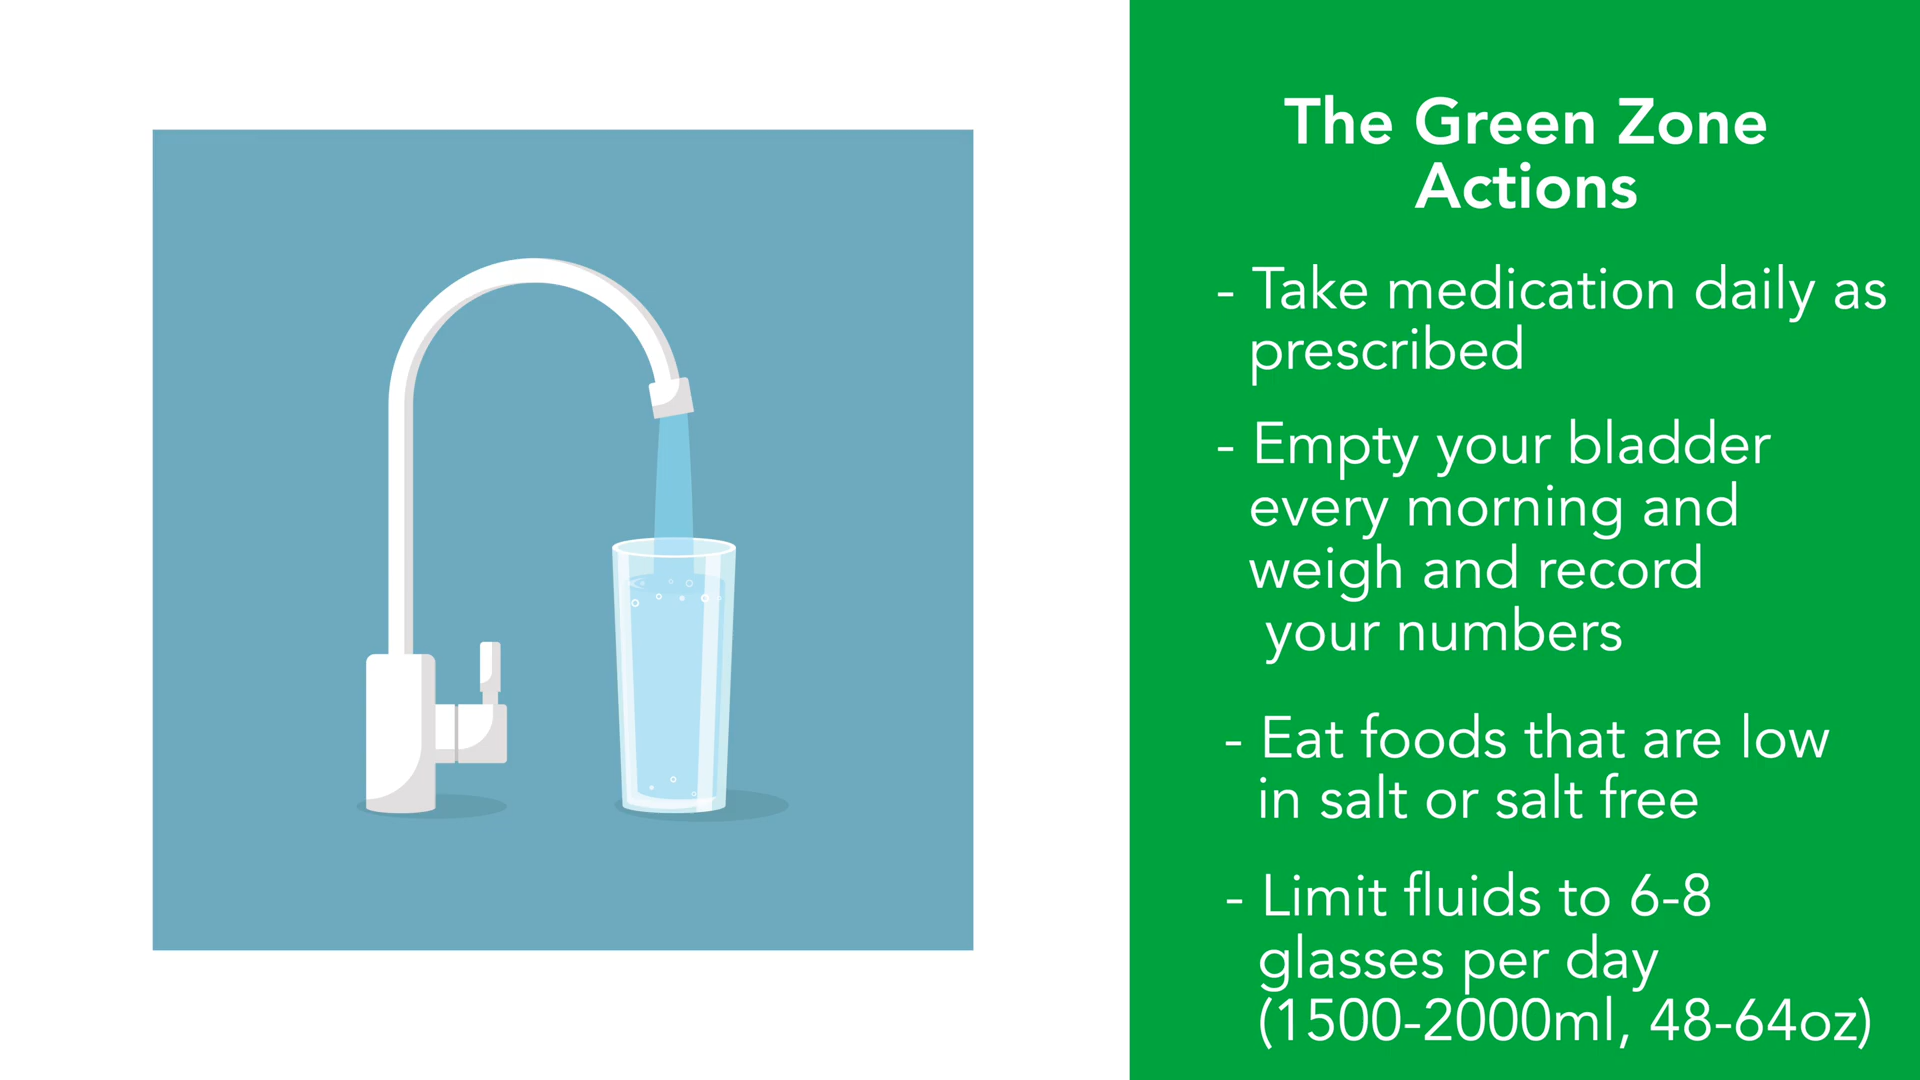 The Green Zone
Actions
- Take medication daily as
prescribed
- Empty your bladder
every morning and
weigh and record
your numbers
- Eat foods that are low
in salt or salt free
- Limit fluids to 6-8
glasses per day
(1500-2000ml, 48-64oz)